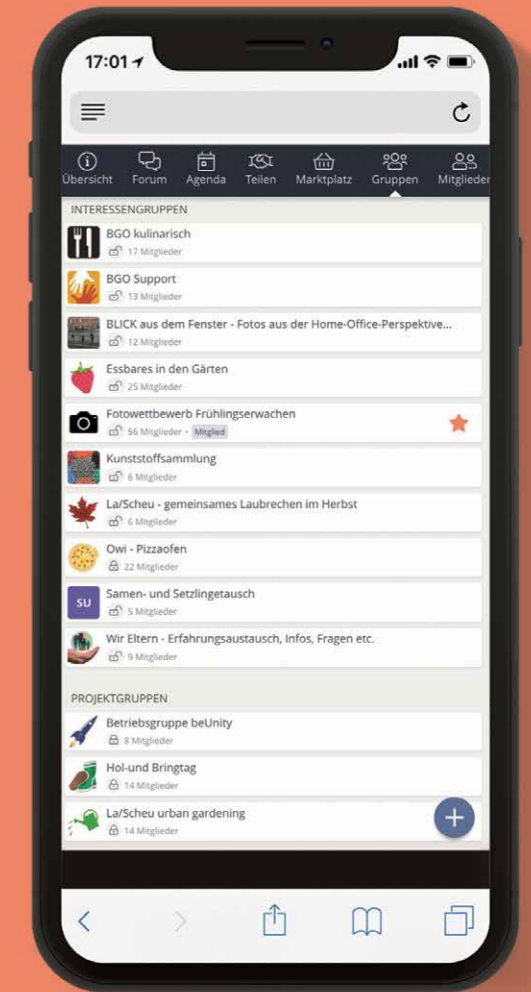 17:01
Übersicht Forum Agenda Teilen Marktplatz Gruppen Mitglieder
INTERESSENGRUPPEN
BGO kulinarisch
17 Mitglieder
BGO Support
13 Mitglieder
BLICK aus dem Fenster - Fotos aus der Home-Office-Perspektive...
12 Mitglieder
Essbares in den Gärten
25 Mitglieder
Fotowettbewerb Frühlingserwachen
56 Mitglieder • Mitglied
Kunststoffsammlung
6 Mitglieder
La/Scheu - gemeinsames Laubrechen im Herbst
6 Mitglieder
Owi - Pizzaofen
22 Mitglieder
SU
Samen- und Setzlingetausch
5 Mitglieder
Wir Eltern - Erfahrungsaustausch, Infos, Fragen etc.
9 Mitglieder
PROJEKTGRUPPEN
Betriebsgruppe beUnity
8 Mitglieder
Hol-und Bringtag
14 Mitglieder
La/Scheu urban gardening
14 Mitglieder